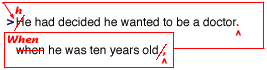 h
>He had decided he wanted to be a doctor.
^
When
when he was ten years old,
^